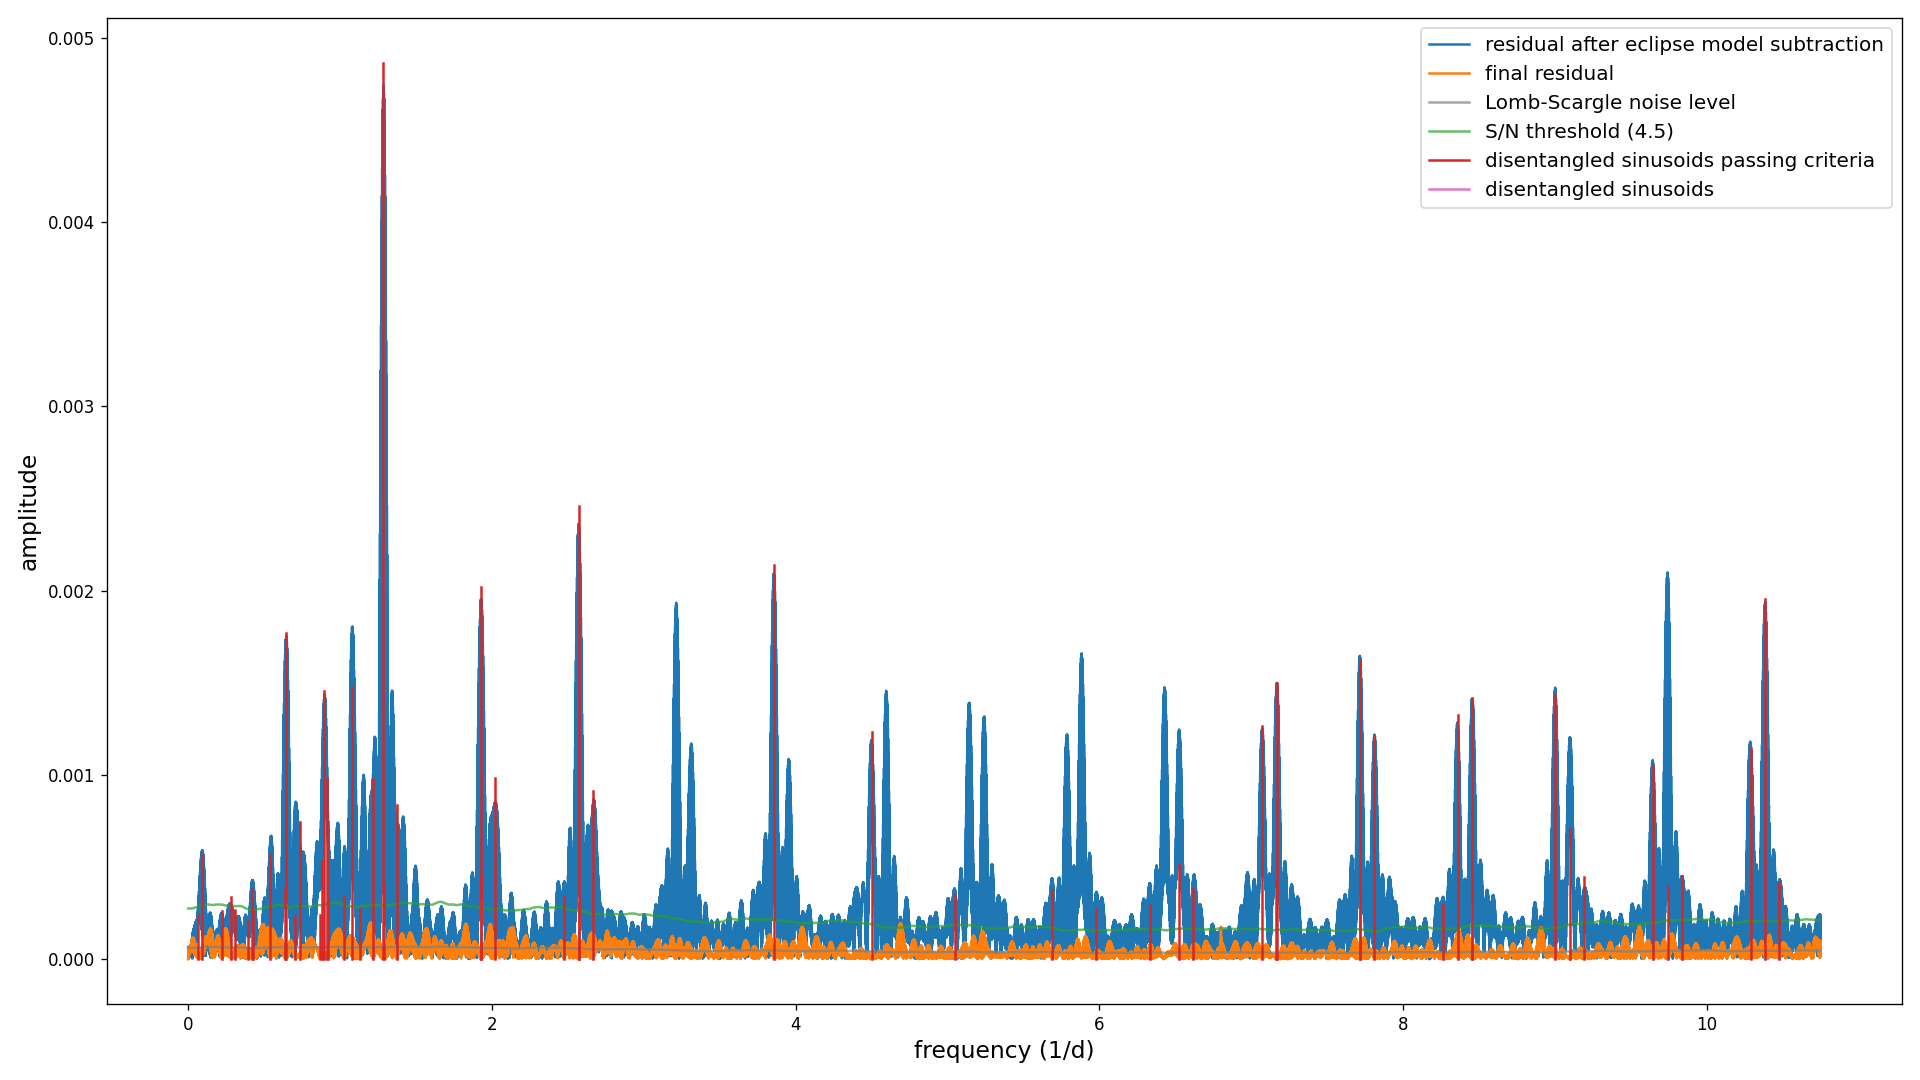 residual after eclipse model subtraction
final residual
Lomb-Scargle noise level
S/N threshold (4.5)
disentangled sinusoids passing criteria
disentangled sinusoids
amplitude
0.005
0.004
0.003
0.002
0.001
0.000
0 2 4 6 8 10
frequency (1/d)